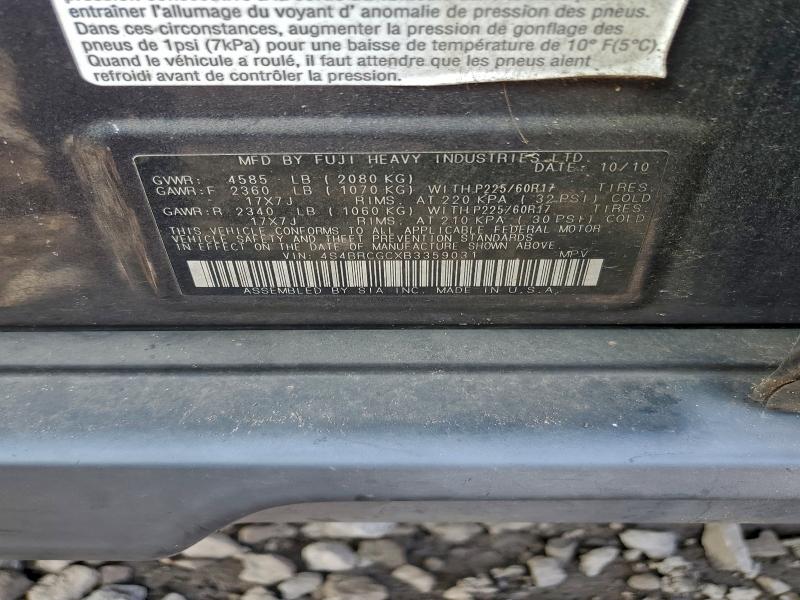 entraîner l'allumage du voyant d' anomalie de pression des pneus.
Dans ces circonstances, augmenter la pression de gonflage des
pneus de 1psi (7kPa) pour une baisse de température de 10° F(5°C).
Quand le véhicule a roulé, il faut attendre que les pneus aient
refroidi avant de contrôler la pression.
MFD BY FUJI HEAVY INDUSTRIES LTD.
DATE: 10/10
GVWR: 4585 LB (2080 KG)
GAWR:F 2360 LB (1070 KG) WITH P225/60R17 TIRES.
17X7J RIMS. AT 220 KPA (32 PSI) COLD
GAWR:R 2340 LB (1060 KG) WITH P225/60R17 TIRES.
17X7J RIMS. AT 210 KPA (30 PSI) COLD
THIS VEHICLE CONFORMS TO ALL APPLICABLE FEDERAL MOTOR
VEHICLE SAFETY AND THEFT PREVENTION STANDARDS
IN EFFECT ON THE DATE OF MANUFACTURE SHOWN ABOVE.
VIN: 4S4BRCGCXB3359031 MPV
ASSEMBLED BY SIA INC. MADE IN U.S.A.